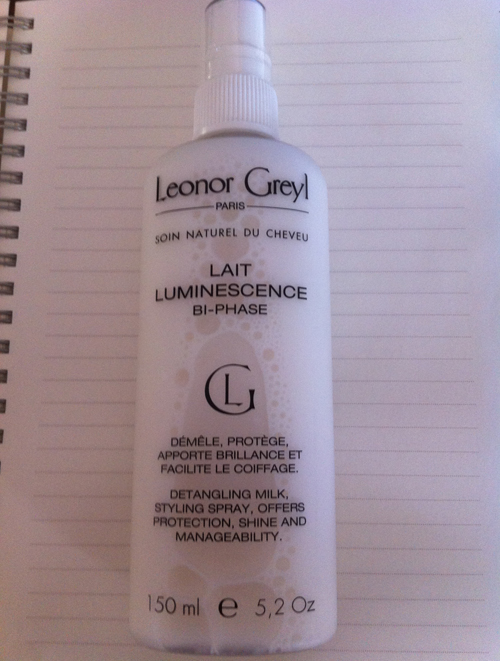 Leonor Greyl
PARIS
SOIN NATUREL DU CHEVEU
LAIT
LUMINESCENCE
BI-PHASE
LG
DÉMÊLE, PROTÈGE,
APPORTE BRILLANCE ET
FACILITE LE COIFFAGE.
DETANGLING MILK,
STYLING SPRAY, OFFERS
PROTECTION, SHINE AND
MANAGEABILITY.
150 ml e 5,2 Oz